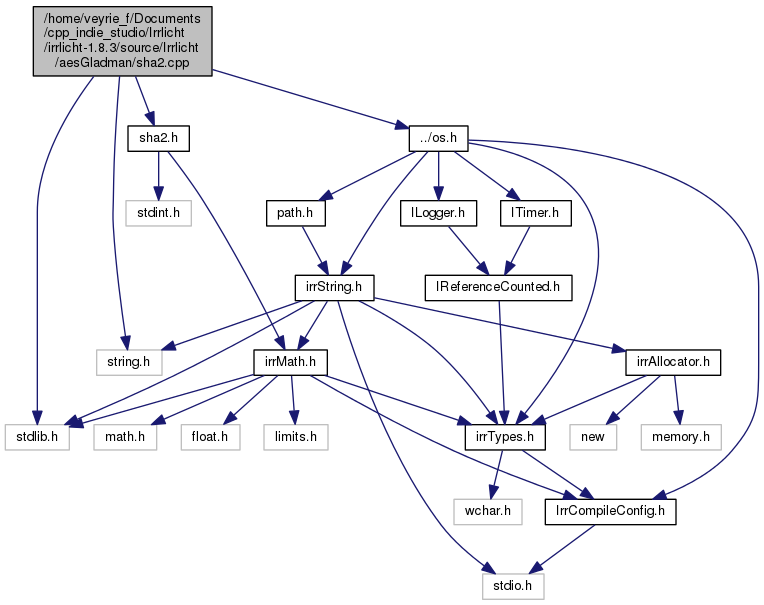 /home/veyrie_f/Documents
/cpp_indie_studio/Irrlicht
/irrlicht-1.8.3/source/Irrlicht
/aesGladman/sha2.cpp
sha2.h
../os.h
stdint.h
path.h
ILogger.h
ITimer.h
irrString.h
IReferenceCounted.h
string.h
irrMath.h
irrAllocator.h
stdlib.h
math.h
float.h
limits.h
irrTypes.h
new
memory.h
wchar.h
IrrCompileConfig.h
stdio.h